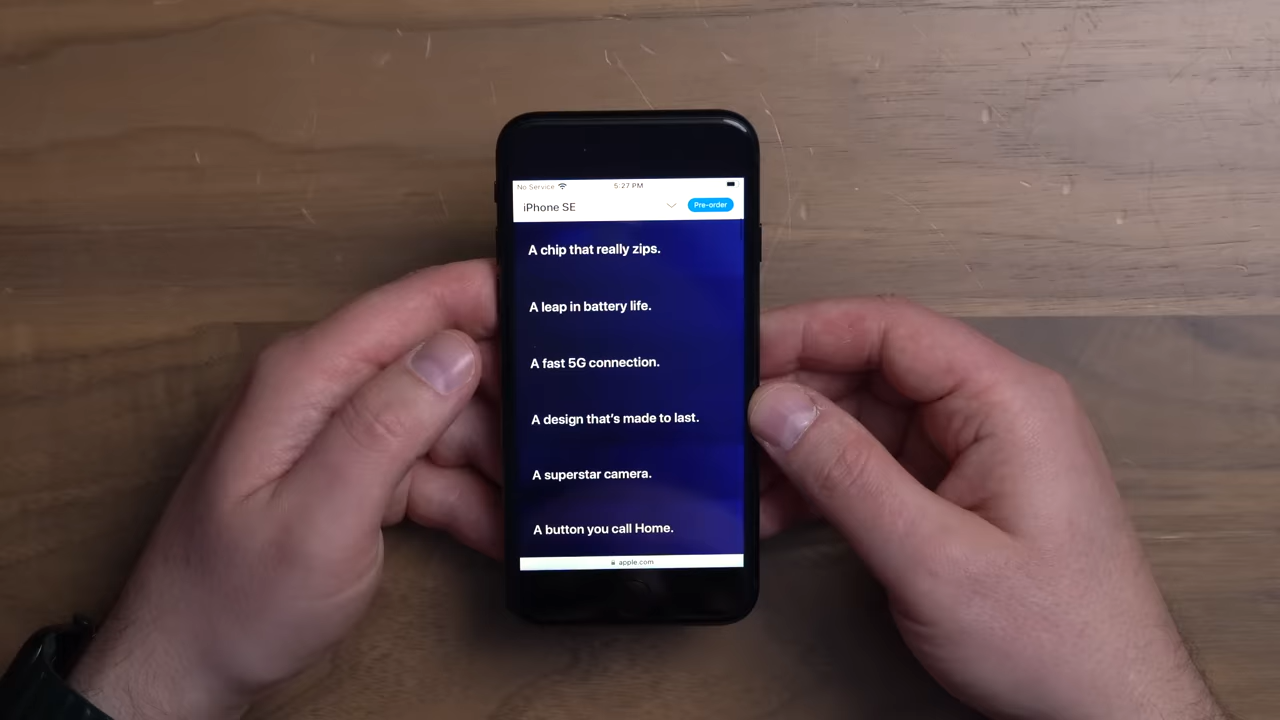 No Service 5:27 PM
iPhone SE Pre-order
A chip that really zips.
A leap in battery life.
A fast 5G connection.
A design that's made to last.
A superstar camera.
A button you call Home.
apple.com